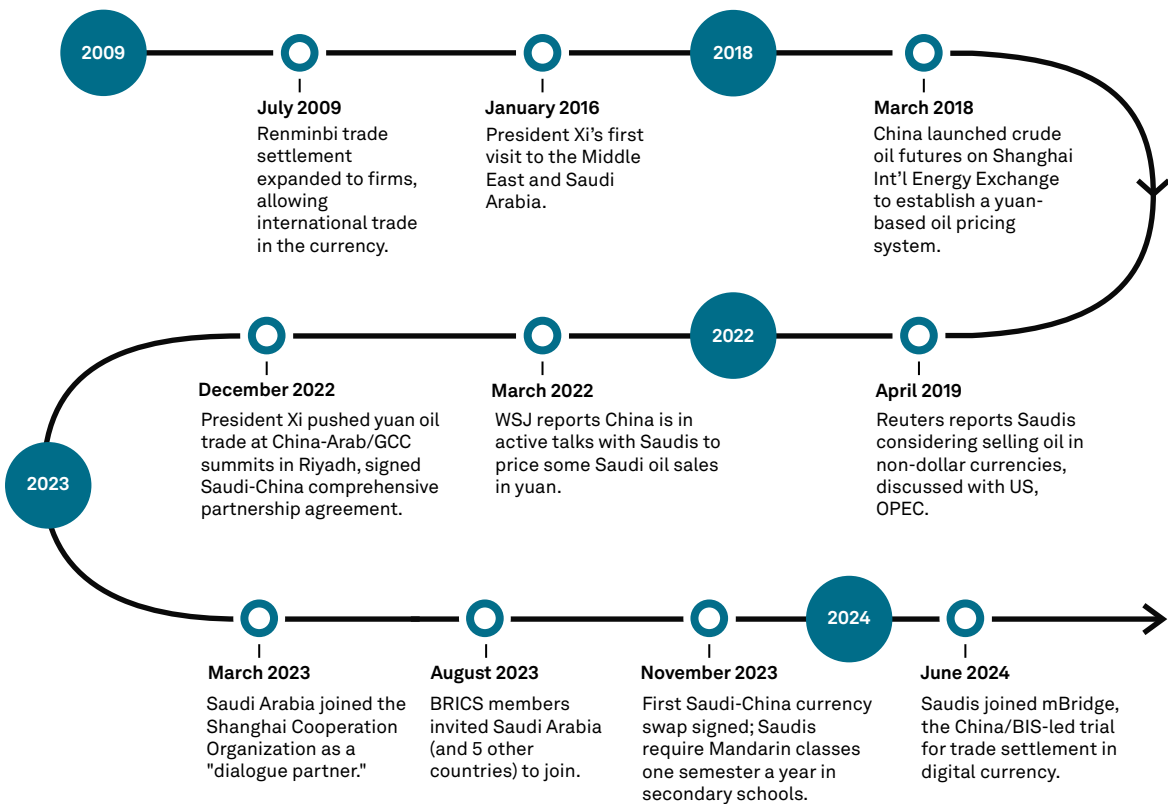 2009
July 2009
Renminbi trade
settlement
expanded to firms,
allowing
international trade
in the currency.
January 2016
President Xi's first
visit to the Middle
East and Saudi
Arabia.
2018
March 2018
China launched crude
oil futures on Shanghai
Int'l Energy Exchange
to establish a yuan-
based oil pricing
system.
April 2019
Reuters reports Saudis
considering selling oil in
non-dollar currencies,
discussed with US,
OPEC.
2022
March 2022
WSJ reports China is in
active talks with Saudis to
price some Saudi oil sales
in yuan.
December 2022
President Xi pushed yuan oil
trade at China-Arab/GCC
summits in Riyadh, signed
Saudi-China comprehensive
partnership agreement.
2023
March 2023
Saudi Arabia joined the
Shanghai Cooperation
Organization as a
"dialogue partner."
August 2023
BRICS members
invited Saudi Arabia
(and 5 other
countries) to join.
November 2023
First Saudi-China currency
swap signed; Saudis
require Mandarin classes
one semester a year in
secondary schools.
2024
June 2024
Saudis joined mBridge,
the China/BIS-led trial
for trade settlement in
digital currency.